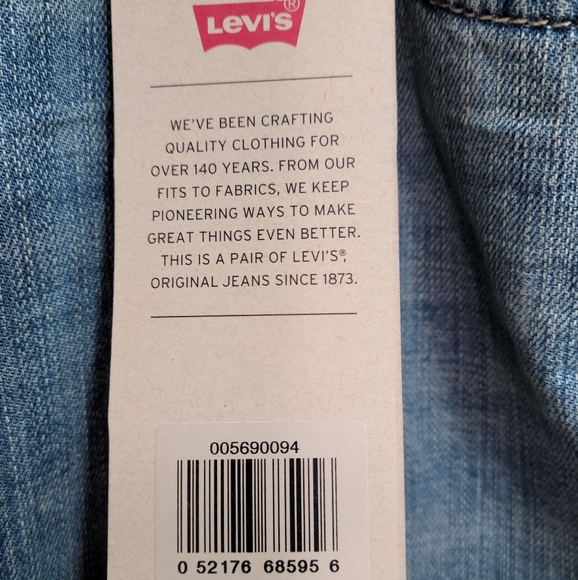 LEVI'S®
WE'VE BEEN CRAFTING
QUALITY CLOTHING FOR
OVER 140 YEARS. FROM OUR
FITS TO FABRICS, WE KEEP
PIONEERING WAYS TO MAKE
GREAT THINGS EVEN BETTER.
THIS IS A PAIR OF LEVI'S®,
ORIGINAL JEANS SINCE 1873.
005690094
0 52176 68595 6